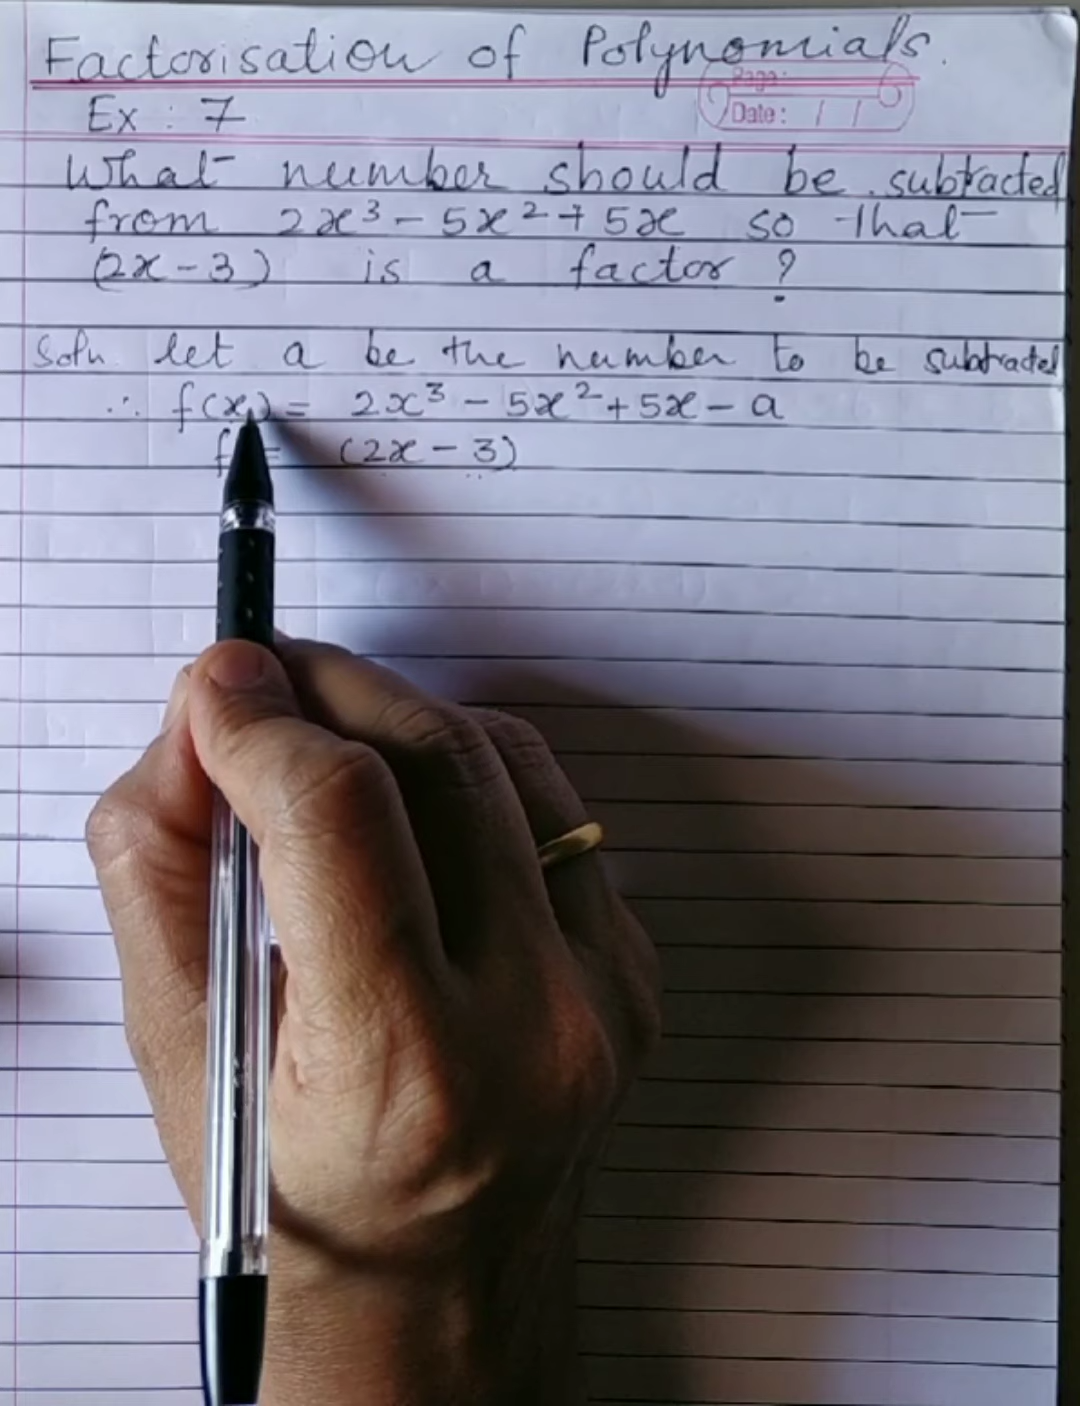 Factorisation of Polynomials.
Page:
Date: / /
Ex : 7
What number should be subtracted
from 2x³ - 5x² + 5x so that
(2x - 3) is a factor ?
Soln. let a be the number to be subtracted
∴ f(x) = 2x³ - 5x² + 5x - a
f = (2x - 3)